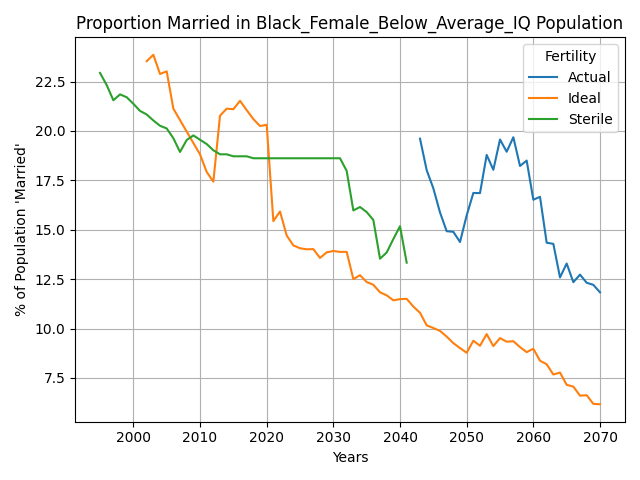 Proportion Married in Black_Female_Below_Average_IQ Population
Fertility
Actual
Ideal
Sterile
% of Population 'Married'
22.5
20.0
17.5
15.0
12.5
10.0
7.5
2000 2010 2020 2030 2040 2050 2060 2070
Years